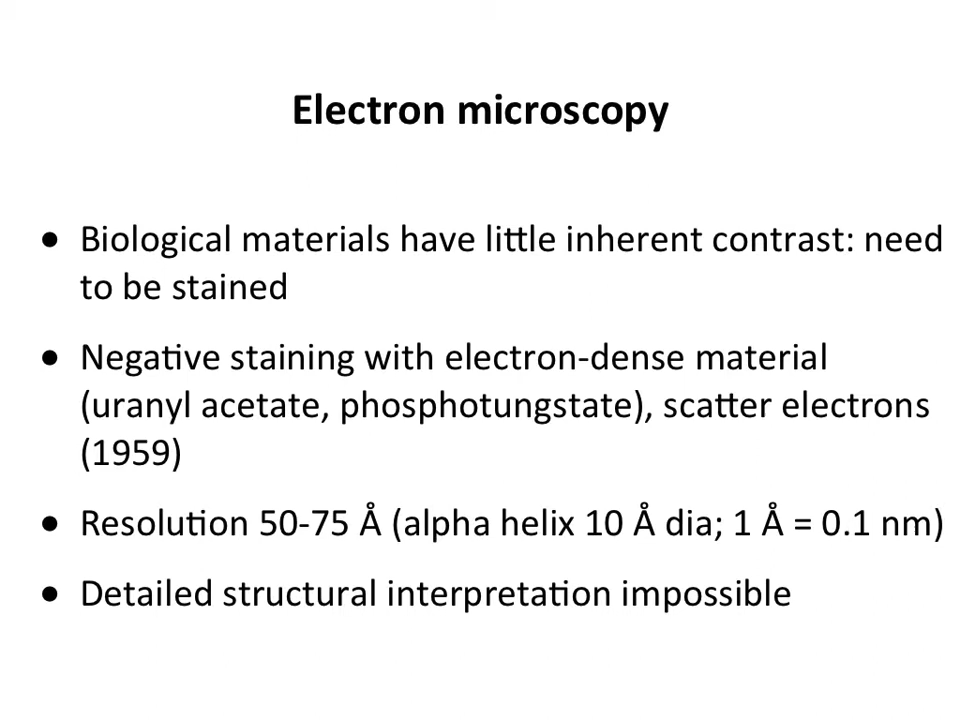 Electron microscopy
• Biological materials have little inherent contrast: need
to be stained
• Negative staining with electron-dense material
(uranyl acetate, phosphotungstate), scatter electrons
(1959)
• Resolution 50-75 Å (alpha helix 10 Å dia; 1 Å = 0.1 nm)
• Detailed structural interpretation impossible